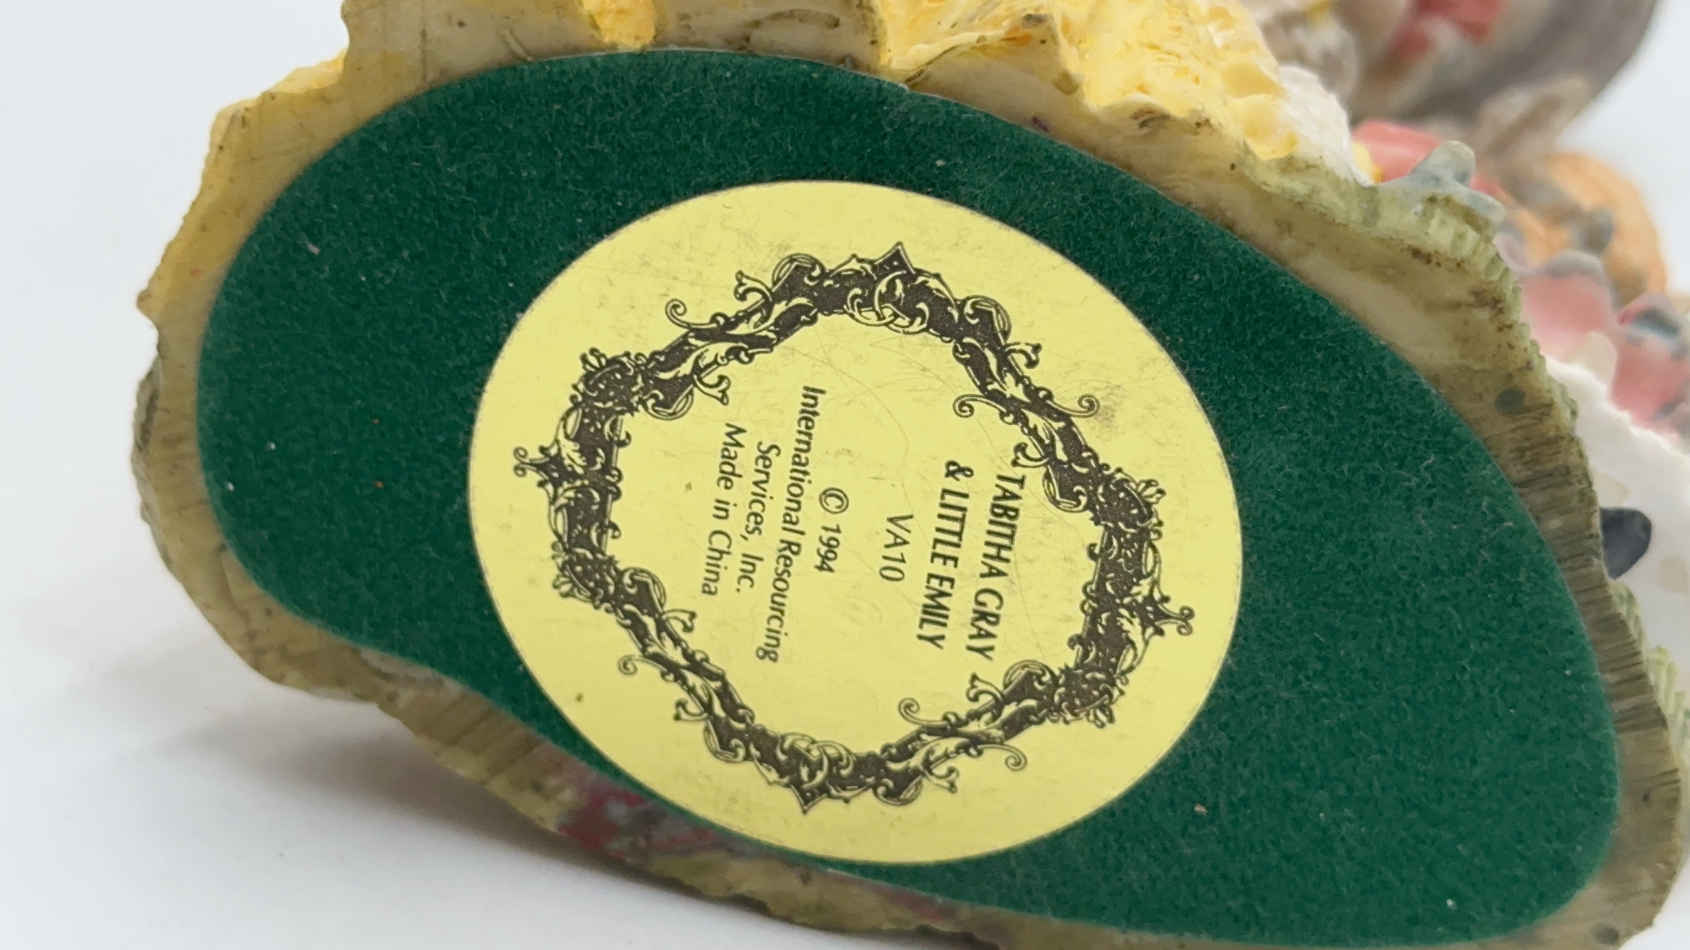 TABITHA GRAY
& LITTLE EMILY
VA10
© 1994
International Resourcing
Services, Inc.
Made in China